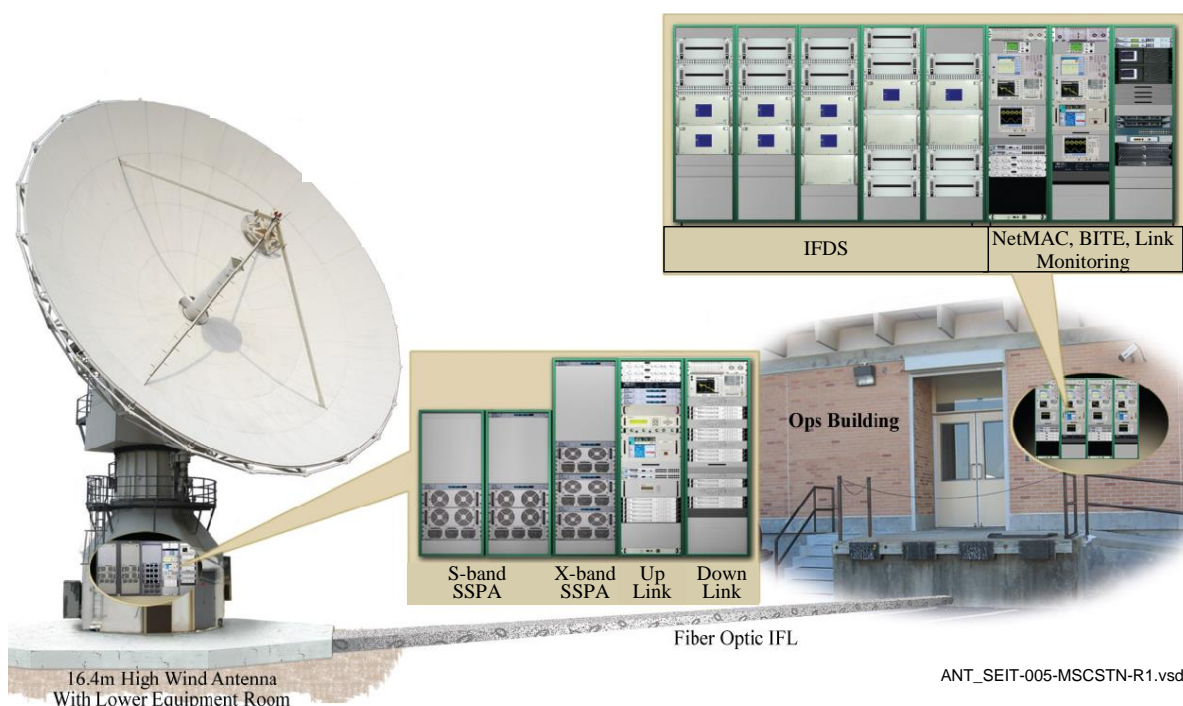 IFDS
NetMAC, BITE, Link
Monitoring
Ops Building
S-band
SSPA
X-band
SSPA
Up
Link
Down
Link
Fiber Optic IFL
16.4m High Wind Antenna
With Lower Equipment Room
ANT_SEIT-005-MSCSTN-R1.vsd